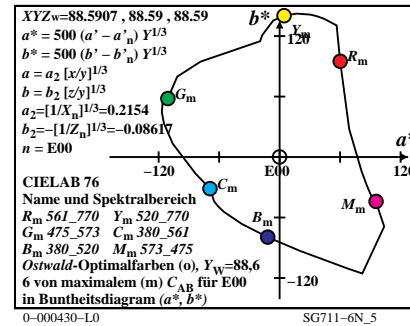 XYZw=88.5907 , 88.59 , 88.59
a* = 500 (a’ – a’n) Y1/3
b* = 500 (b’ – b’n) Y1/3
a = a2 [x/y]1/3
b = b2 [z/y]1/3
a2=[1/Xn]1/3=0.2154
b2=–[1/Zn]1/3=–0.08617
n = E00
b*
120
Ym
Rm
Gm
a*
–120
E00
120
CIELAB 76
Name und Spektralbereich
Rm 561_770 Ym 520_770
Gm 475_573 Cm 380_561
Bm 380_520 Mm 573_475
Cm
Bm
Mm
Ostwald-Optimalfarben (o), YW=88,6
6 von maximalem (m) CAB für E00
in Buntheitsdiagram (a*, b*)
–120
0–000430–L0
SG711–6N_5